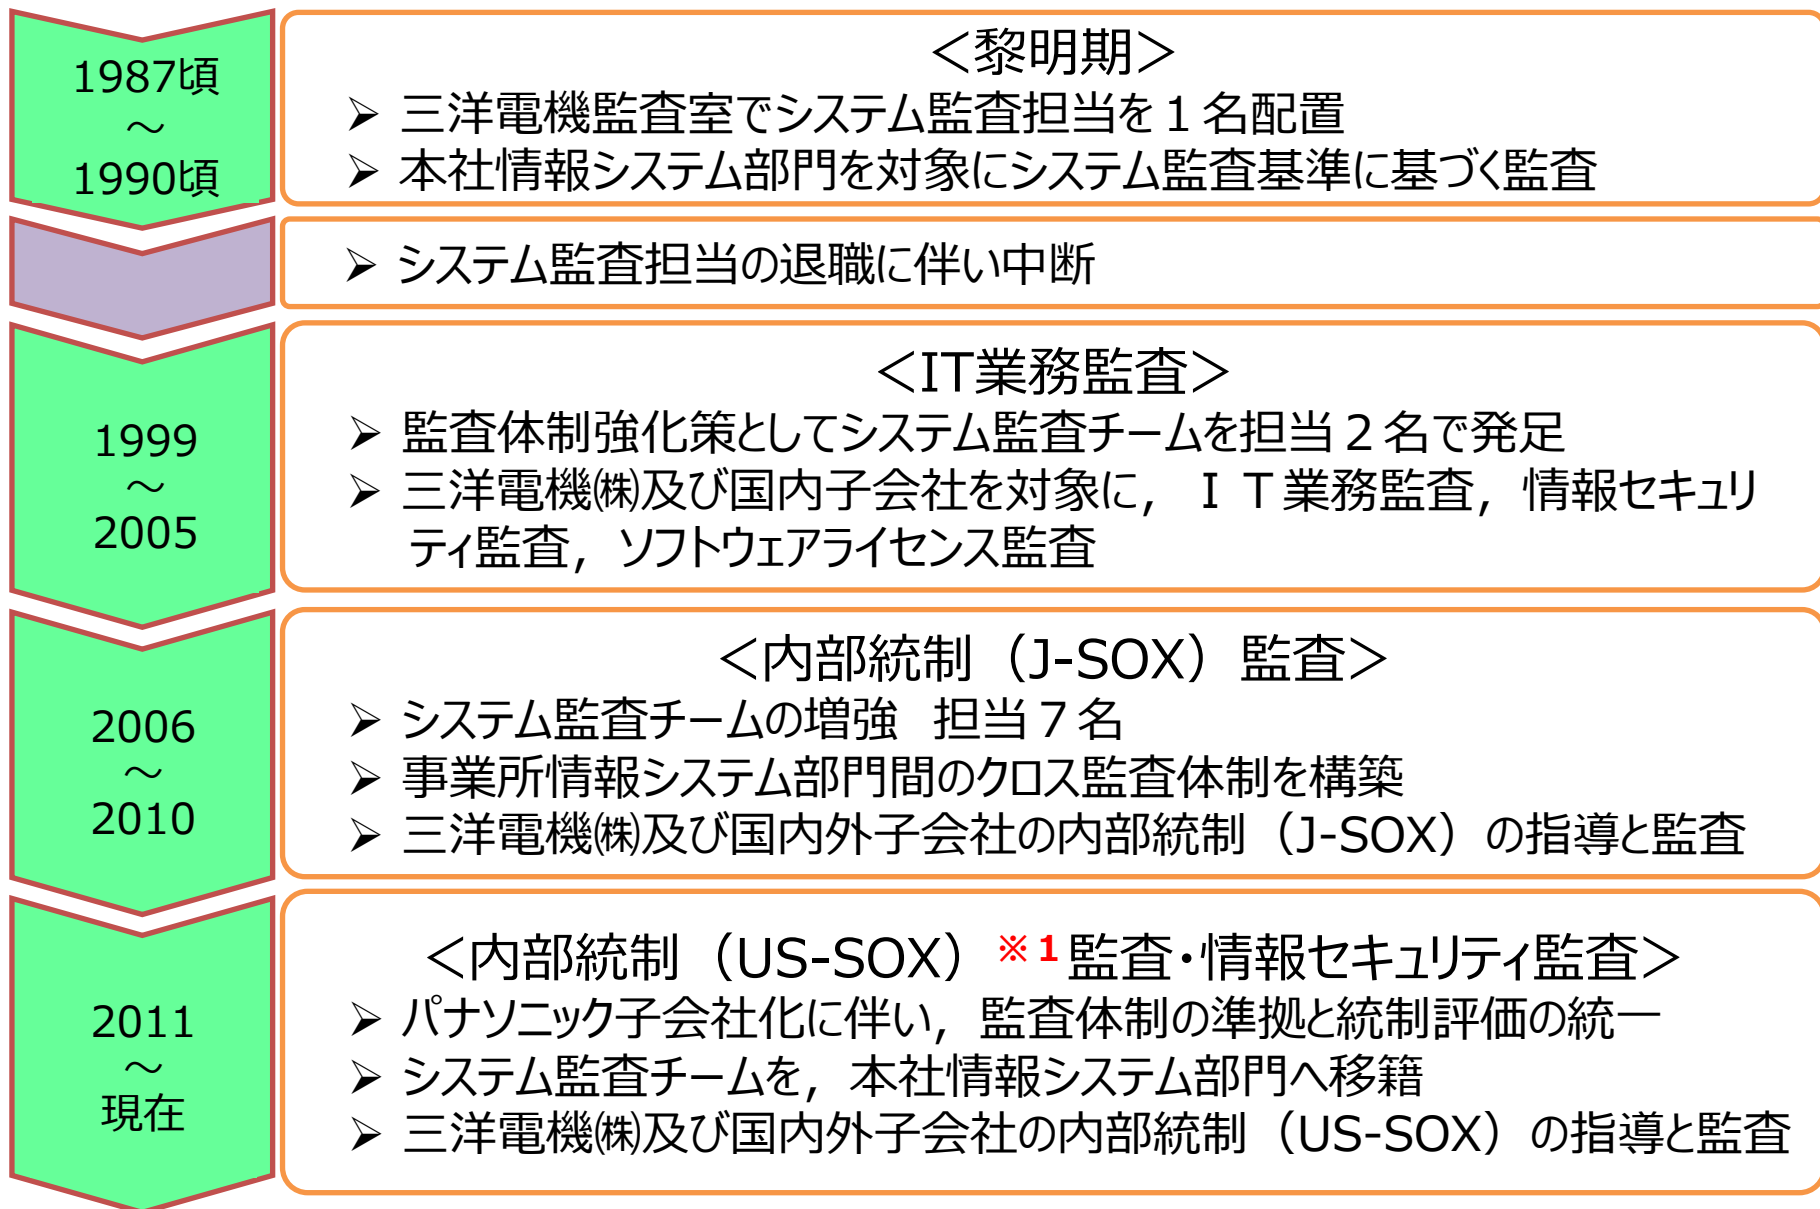 1987頃
～
1990頃
＜黎明期＞
➢ 三洋電機監査室でシステム監査担当を１名配置
➢ 本社情報システム部門を対象にシステム監査基準に基づく監査
➢ システム監査担当の退職に伴い中断
1999
～
2005
＜IT業務監査＞
➢ 監査体制強化策としてシステム監査チームを担当２名で発足
➢ 三洋電機㈱及び国内子会社を対象に，ＩＴ業務監査，情報セキュリ
ティ監査，ソフトウェアライセンス監査
2006
～
2010
＜内部統制（J-SOX）監査＞
➢ システム監査チームの増強　担当７名
➢ 事業所情報システム部門間のクロス監査体制を構築
➢ 三洋電機㈱及び国内外子会社の内部統制（J-SOX）の指導と監査
2011
～
現在
＜内部統制（US-SOX）※１監査・情報セキュリティ監査＞
➢ パナソニック子会社化に伴い，監査体制の準拠と統制評価の統一
➢ システム監査チームを，本社情報システム部門へ移籍
➢ 三洋電機㈱及び国内外子会社の内部統制（US-SOX）の指導と監査